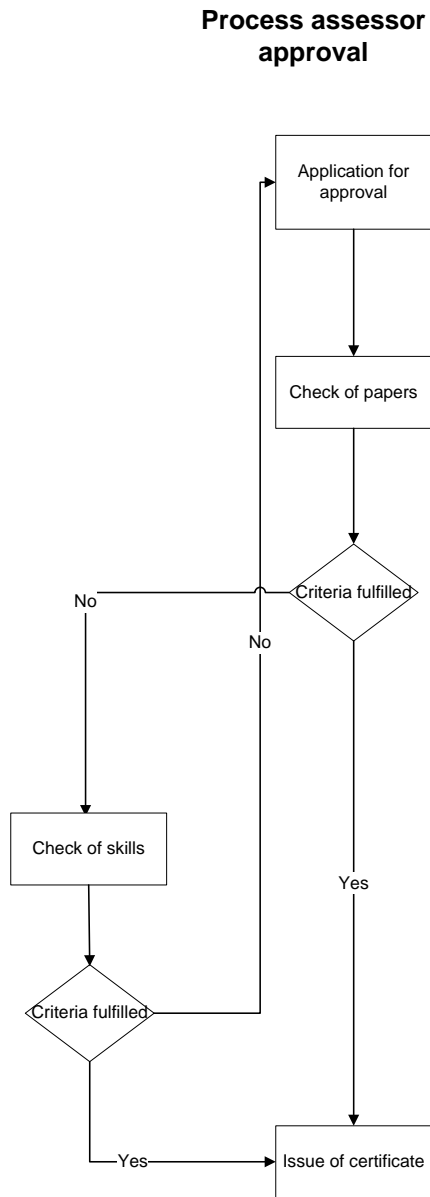 Process assessor
approval
Application for
approval
Check of papers
Criteria fulfilled
No
No
Check of skills
Yes
Criteria fulfilled
Yes
Issue of certificate